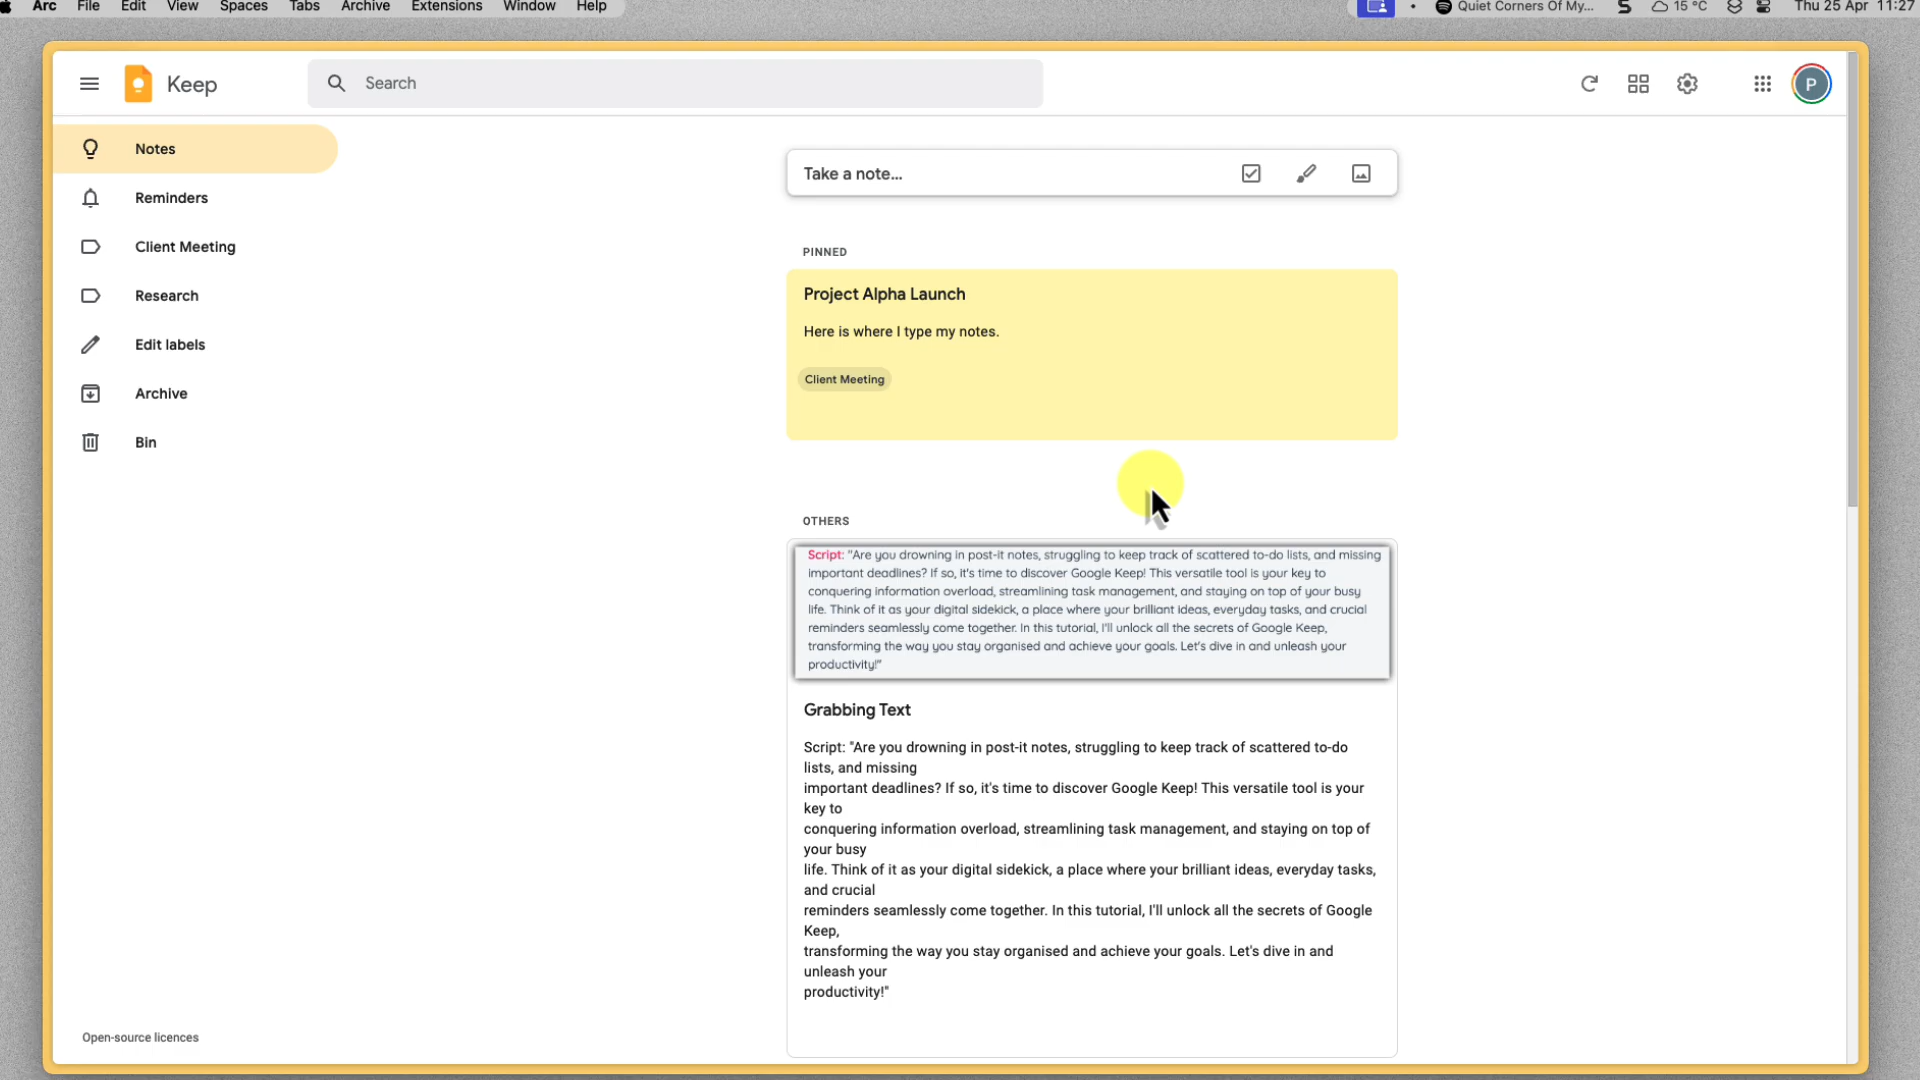 Arc File Edit View Spaces Tabs Archive Extensions Window Help
Quiet Corners Of My... 15 °C Thu 25 Apr 11:27
Keep
Search
P
Notes
Reminders
Client Meeting
Research
Edit labels
Archive
Bin
Open-source licences
Take a note...
PINNED
Project Alpha Launch
Here is where I type my notes.
Client Meeting
OTHERS
Script: "Are you drowning in post-it notes, struggling to keep track of scattered to-do lists, and missing
important deadlines? If so, it's time to discover Google Keep! This versatile tool is your key to
conquering information overload, streamlining task management, and staying on top of your busy
life. Think of it as your digital sidekick, a place where your brilliant ideas, everyday tasks, and crucial
reminders seamlessly come together. In this tutorial, I'll unlock all the secrets of Google Keep,
transforming the way you stay organised and achieve your goals. Let's dive in and unleash your
productivity!"
Grabbing Text
Script: "Are you drowning in post-it notes, struggling to keep track of scattered to-do
lists, and missing
important deadlines? If so, it's time to discover Google Keep! This versatile tool is your
key to
conquering information overload, streamlining task management, and staying on top of
your busy
life. Think of it as your digital sidekick, a place where your brilliant ideas, everyday tasks,
and crucial
reminders seamlessly come together. In this tutorial, I'll unlock all the secrets of Google
Keep,
transforming the way you stay organised and achieve your goals. Let's dive in and
unleash your
productivity!"